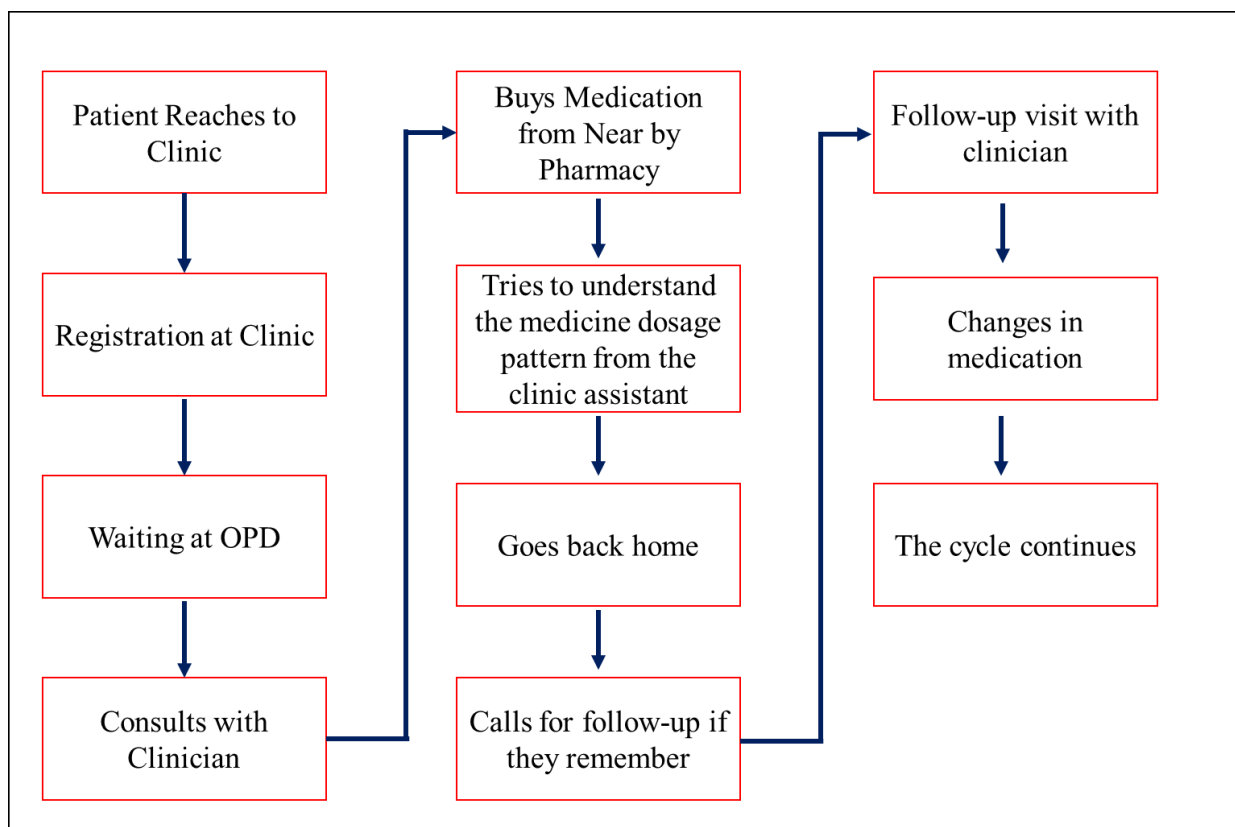 Patient Reaches to
Clinic
Registration at Clinic
Waiting at OPD
Consults with
Clinician
Buys Medication
from Near by
Pharmacy
Tries to understand
the medicine dosage
pattern from the
clinic assistant
Goes back home
Calls for follow-up if
they remember
Follow-up visit with
clinician
Changes in
medication
The cycle continues